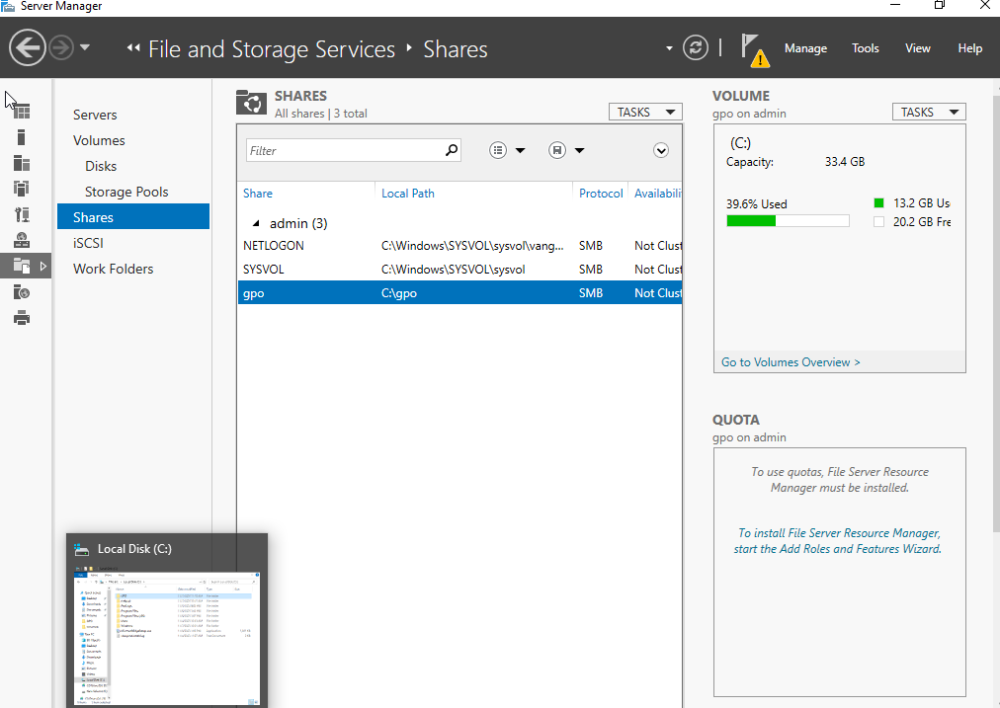 Server Manager
File and Storage Services
Shares
Manage
Tools
View
Help
Servers
Volumes
Disks
Storage Pools
Shares
iSCSI
Work Folders
SHARES
All shares | 3 total
TASKS
Filter
Share Local Path Protocol Availabili
admin (3)
NETLOGON C:\Windows\SYSVOL\sysvol\vang... SMB Not Clust
SYSVOL C:\Windows\SYSVOL\sysvol SMB Not Clust
gpo C:\gpo SMB Not Clust
VOLUME
gpo on admin
TASKS
(C:)
Capacity: 33.4 GB
39.6% Used
13.2 GB Us
20.2 GB Fre
Go to Volumes Overview >
QUOTA
gpo on admin
To use quotas, File Server Resource
Manager must be installed.
To install File Server Resource Manager,
start the Add Roles and Features Wizard.
Local Disk (C:)